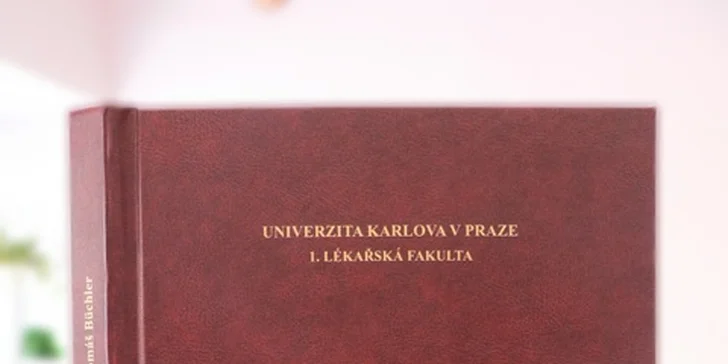 UNIVERZITA KARLOVA V PRAZE
1. LÉKAŘSKÁ FAKULTA
Büchler